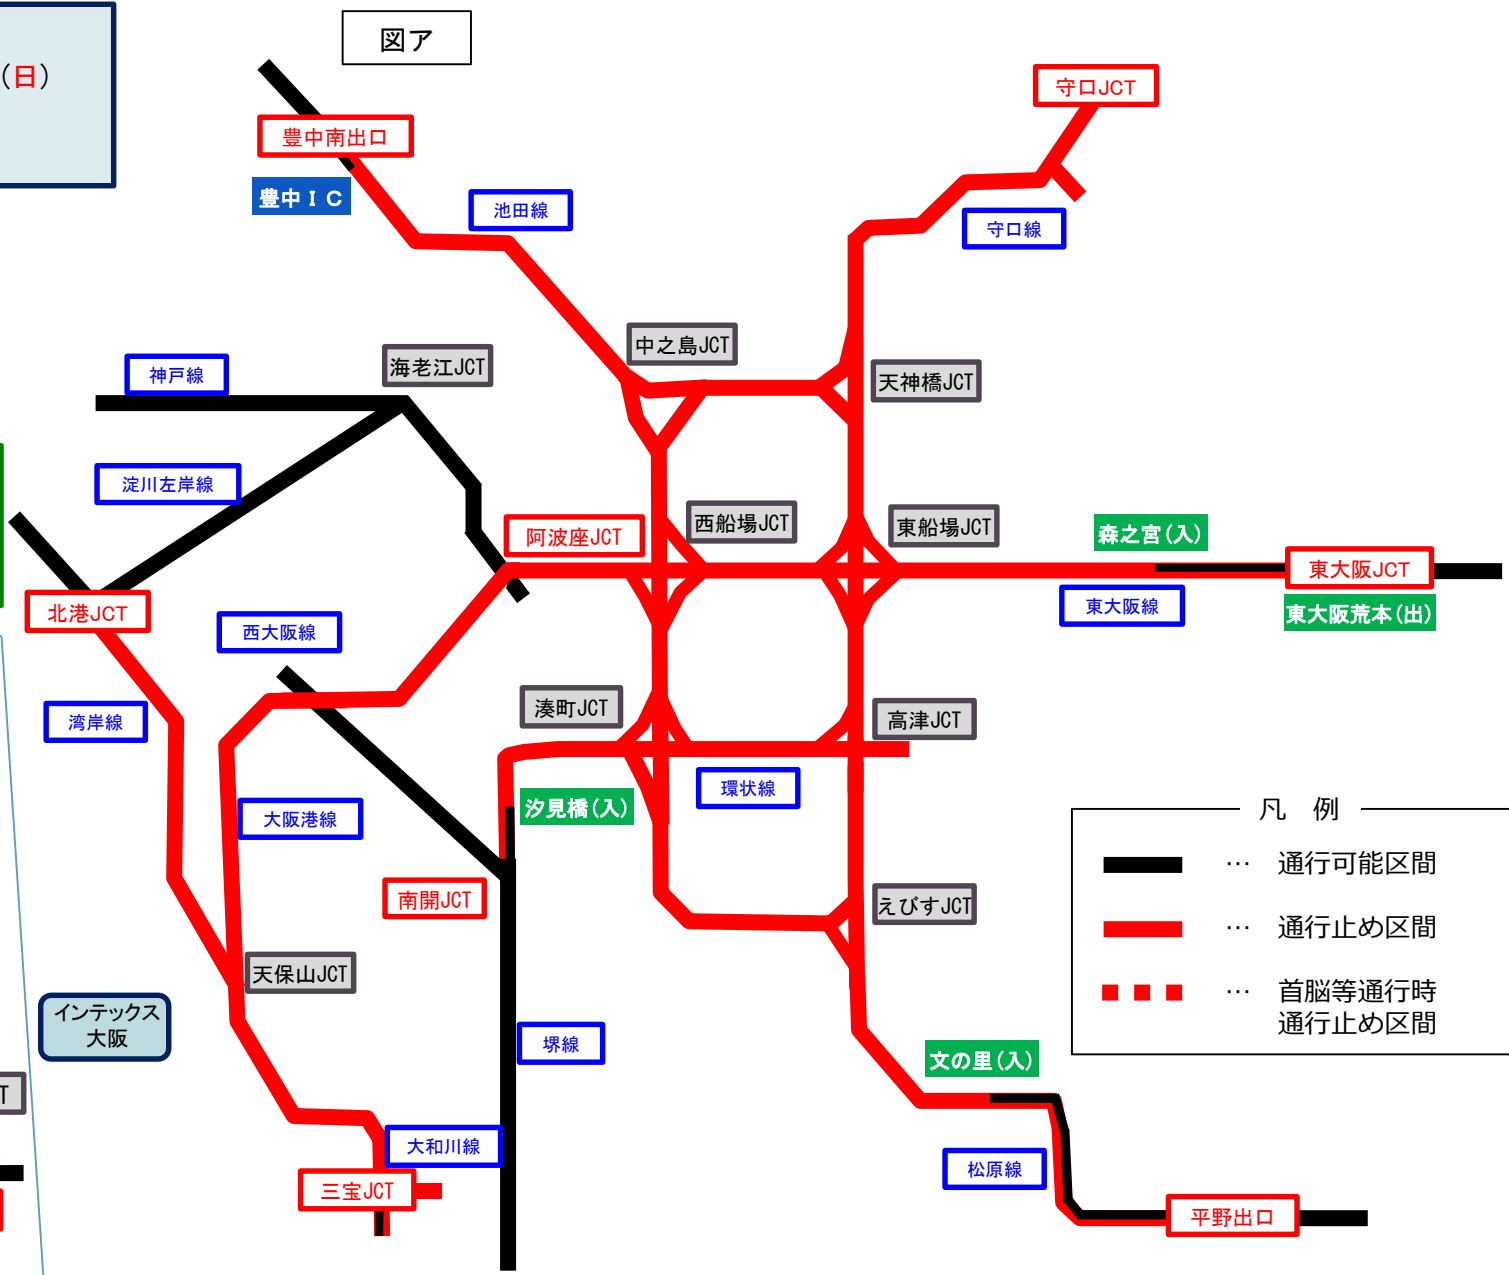 (日)
図ア
守口JCT
豊中南出口
豊中IC
池田線
守口線
中之島JCT
海老江JCT
神戸線
天神橋JCT
淀川左岸線
西船場JCT
東船場JCT
阿波座JCT
森之宮(入)
東大阪JCT
北港JCT
西大阪線
東大阪線
東大阪荒本(出)
湾岸線
湊町JCT
高津JCT
環状線
大阪港線
汐見橋(入)
凡 例
… 通行可能区間
南開JCT
えびすJCT
… 通行止め区間
天保山JCT
… 首脳等通行時
通行止め区間
インテックス
大阪
堺線
文の里(入)
T
大和川線
松原線
三宝JCT
平野出口